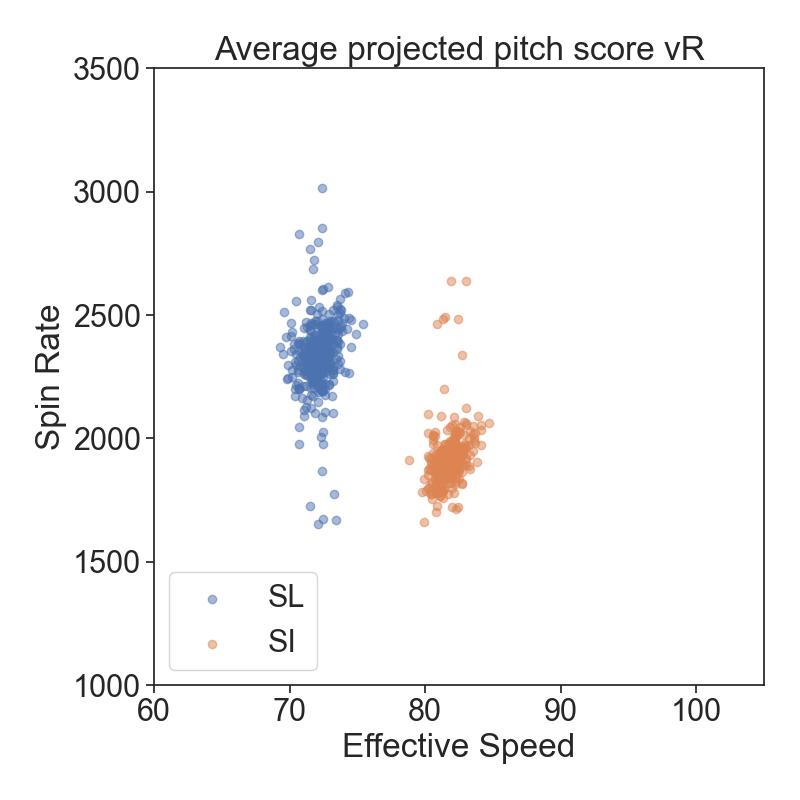 Average projected pitch score vR
3500
3000
2500
2000
1500
1000
Spin Rate
SL
SI
60 70 80 90 100
Effective Speed